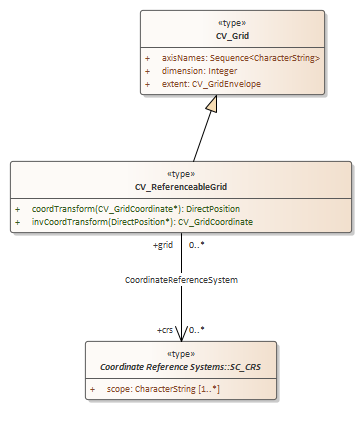 «type»
CV_Grid
+ axisNames: Sequence<CharacterString>
+ dimension: Integer
+ extent: CV_GridEnvelope
«type»
CV_ReferenceableGrid
+ coordTransform(CV_GridCoordinate*): DirectPosition
+ invCoordTransform(DirectPosition*): CV_GridCoordinate
+grid 0..*
CoordinateReferenceSystem
+crs 0..*
«type»
Coordinate Reference Systems::SC_CRS
+ scope: CharacterString [1..*]